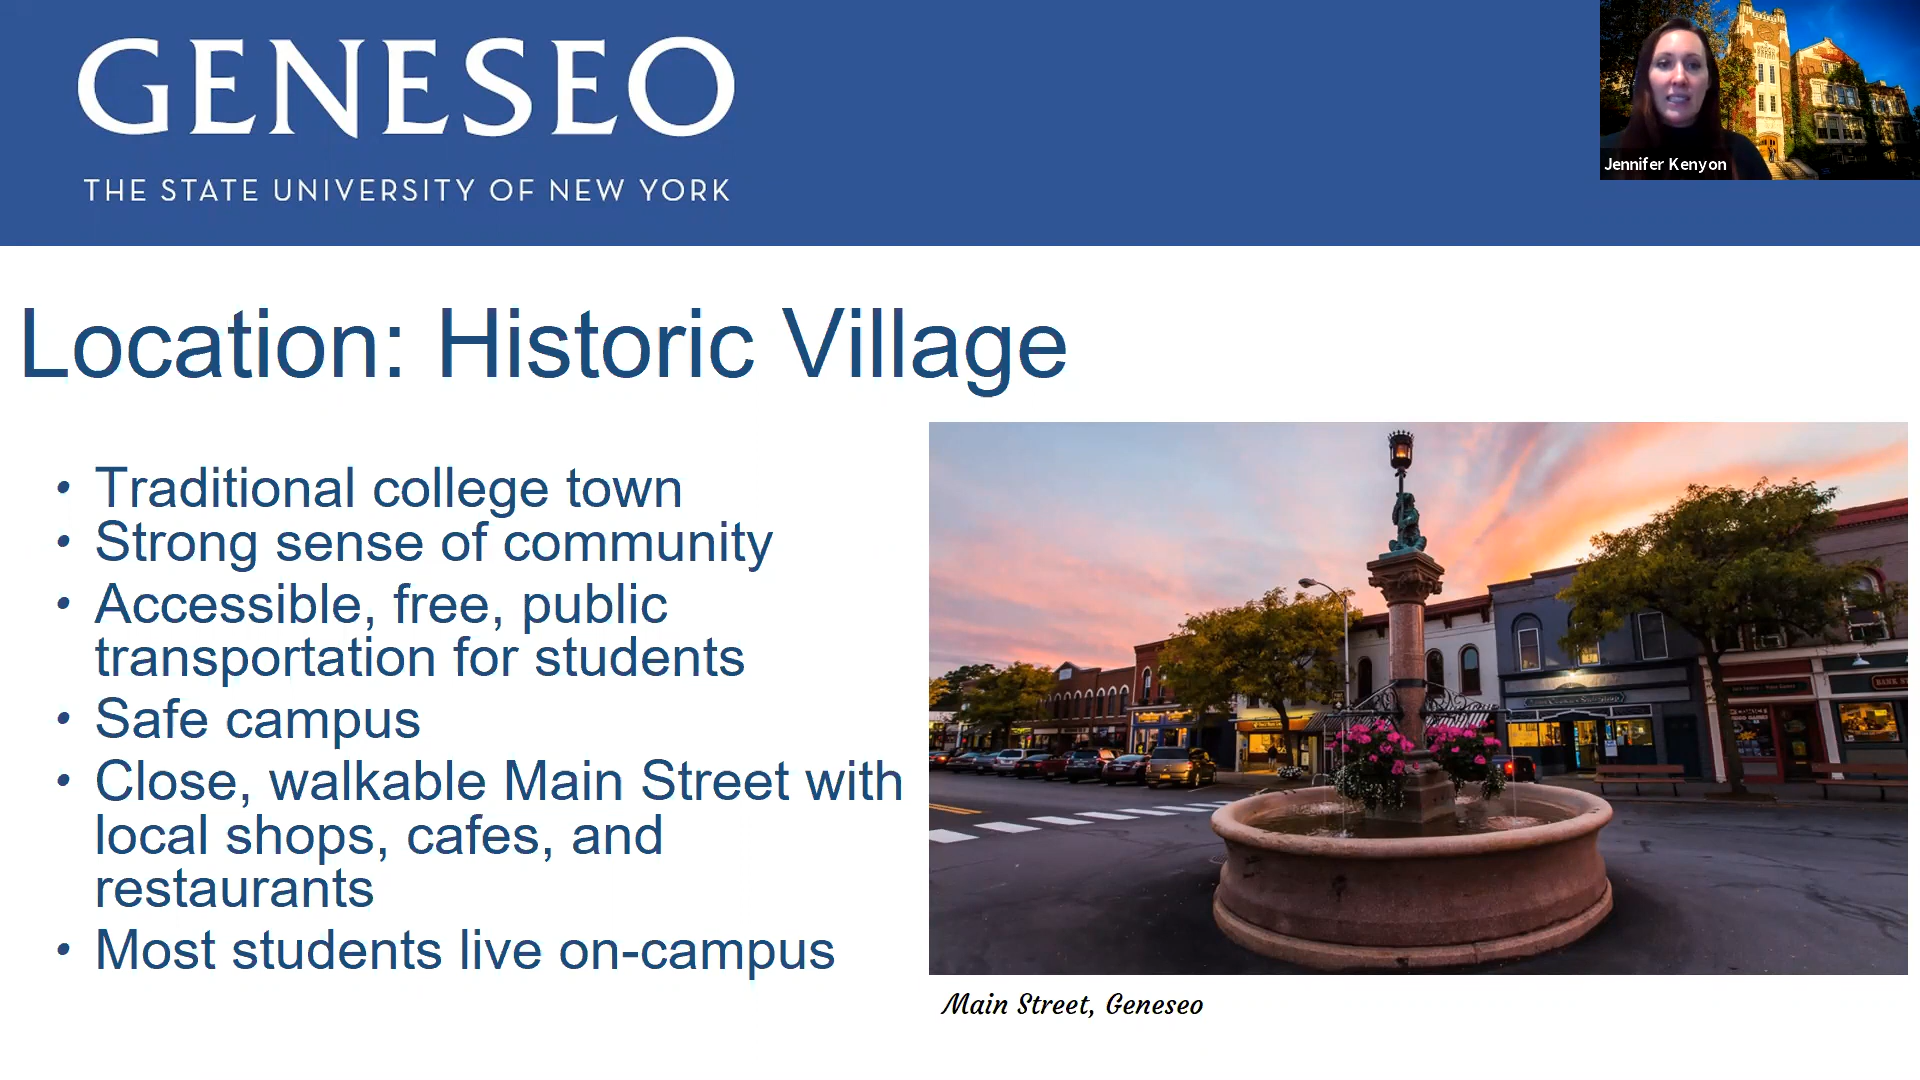 GENESEO
THE STATE UNIVERSITY OF NEW YORK
Jennifer Kenyon
Location: Historic Village
• Traditional college town
• Strong sense of community
• Accessible, free, public
transportation for students
• Safe campus
• Close, walkable Main Street with
local shops, cafes, and
restaurants
• Most students live on-campus
Main Street, Geneseo